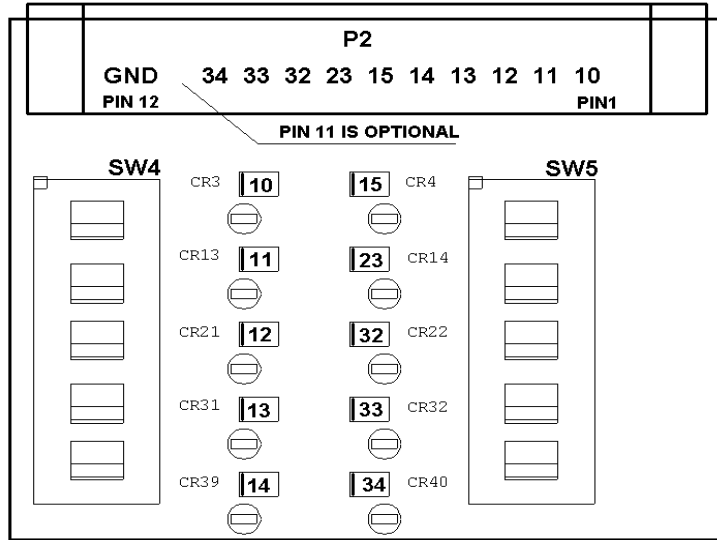 P2
GND 34 33 32 23 15 14 13 12 11 10
PIN 12 PIN1
PIN 11 IS OPTIONAL
SW4 SW5
CR3 10 15 CR4
CR13 11 23 CR14
CR21 12 32 CR22
CR31 13 33 CR32
CR39 14 34 CR40